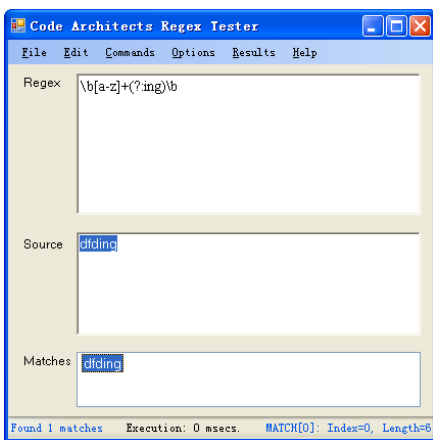 Code Architects Regex Tester
File Edit Commands Options Results Help
Regex \b[a-z]+(?:ing)\b
Source dfding
Matches dfding
Found 1 matches Execution: 0 msecs. MATCH[0]: Index=0, Length=6